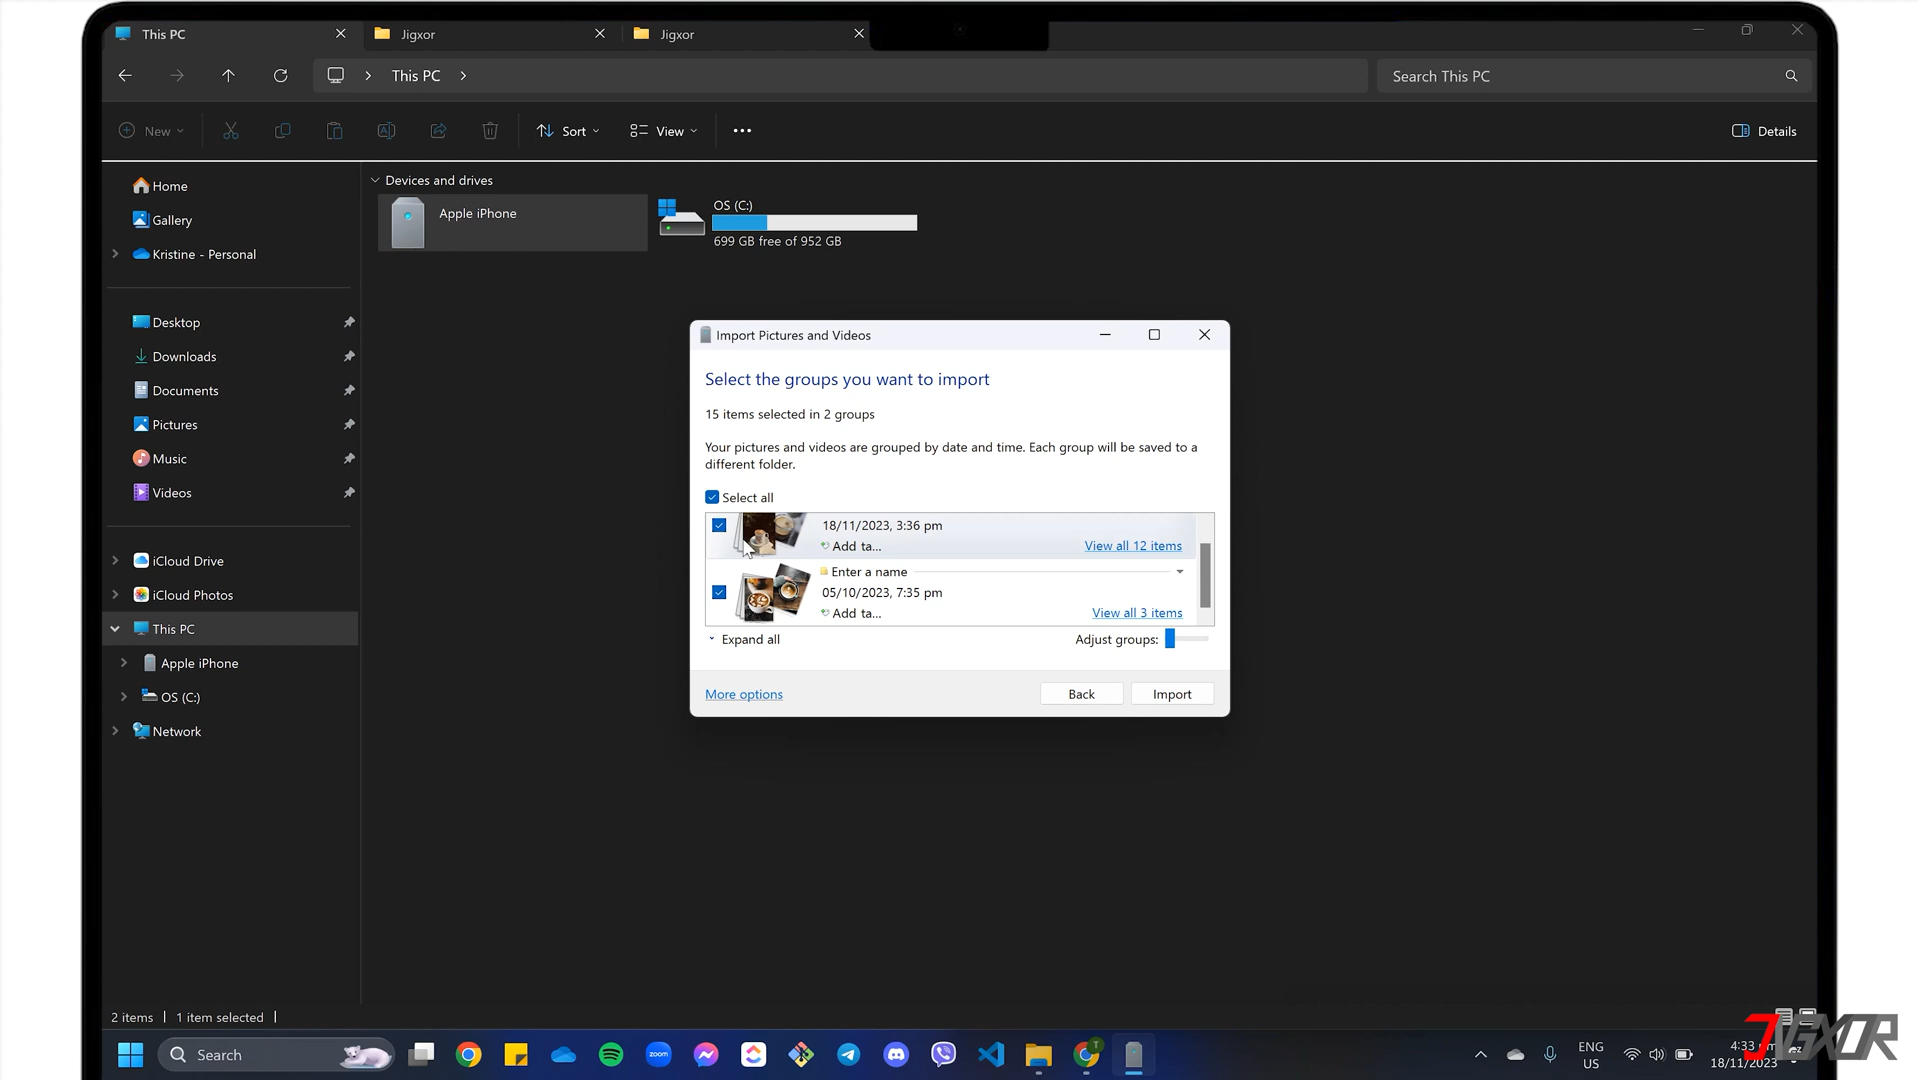 This PC
Jigxor
Jigxor
This PC
Search This PC
New
Sort
View
Details
Home
Gallery
Kristine - Personal
Desktop
Downloads
Documents
Pictures
Music
Videos
iCloud Drive
iCloud Photos
This PC
Apple iPhone
OS (C:)
Network
Devices and drives
Apple iPhone
OS (C:)
699 GB free of 952 GB
Import Pictures and Videos
Select the groups you want to import
15 items selected in 2 groups
Your pictures and videos are grouped by date and time. Each group will be saved to a
different folder.
Select all
18/11/2023, 3:36 pm
Add ta...
View all 12 items
Enter a name
05/10/2023, 7:35 pm
Add ta...
View all 3 items
Expand all
Adjust groups:
More options
Back
Import
2 items
1 item selected
Search
zoom
T
ENG
US
4:33
18/11/2023
JIGXOR